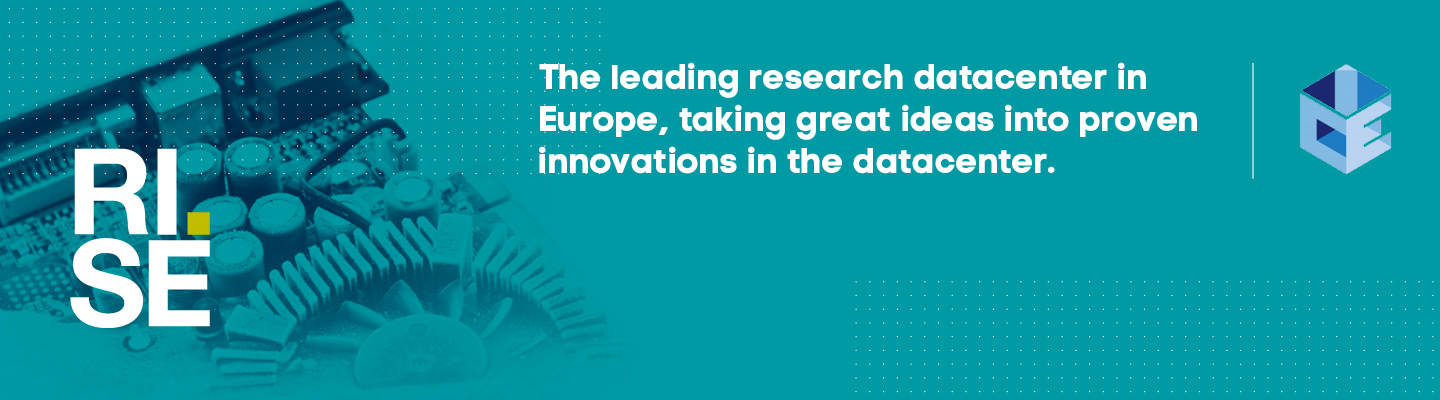 The leading research datacenter in
Europe, taking great ideas into proven
innovations in the datacenter.
RI.
SE